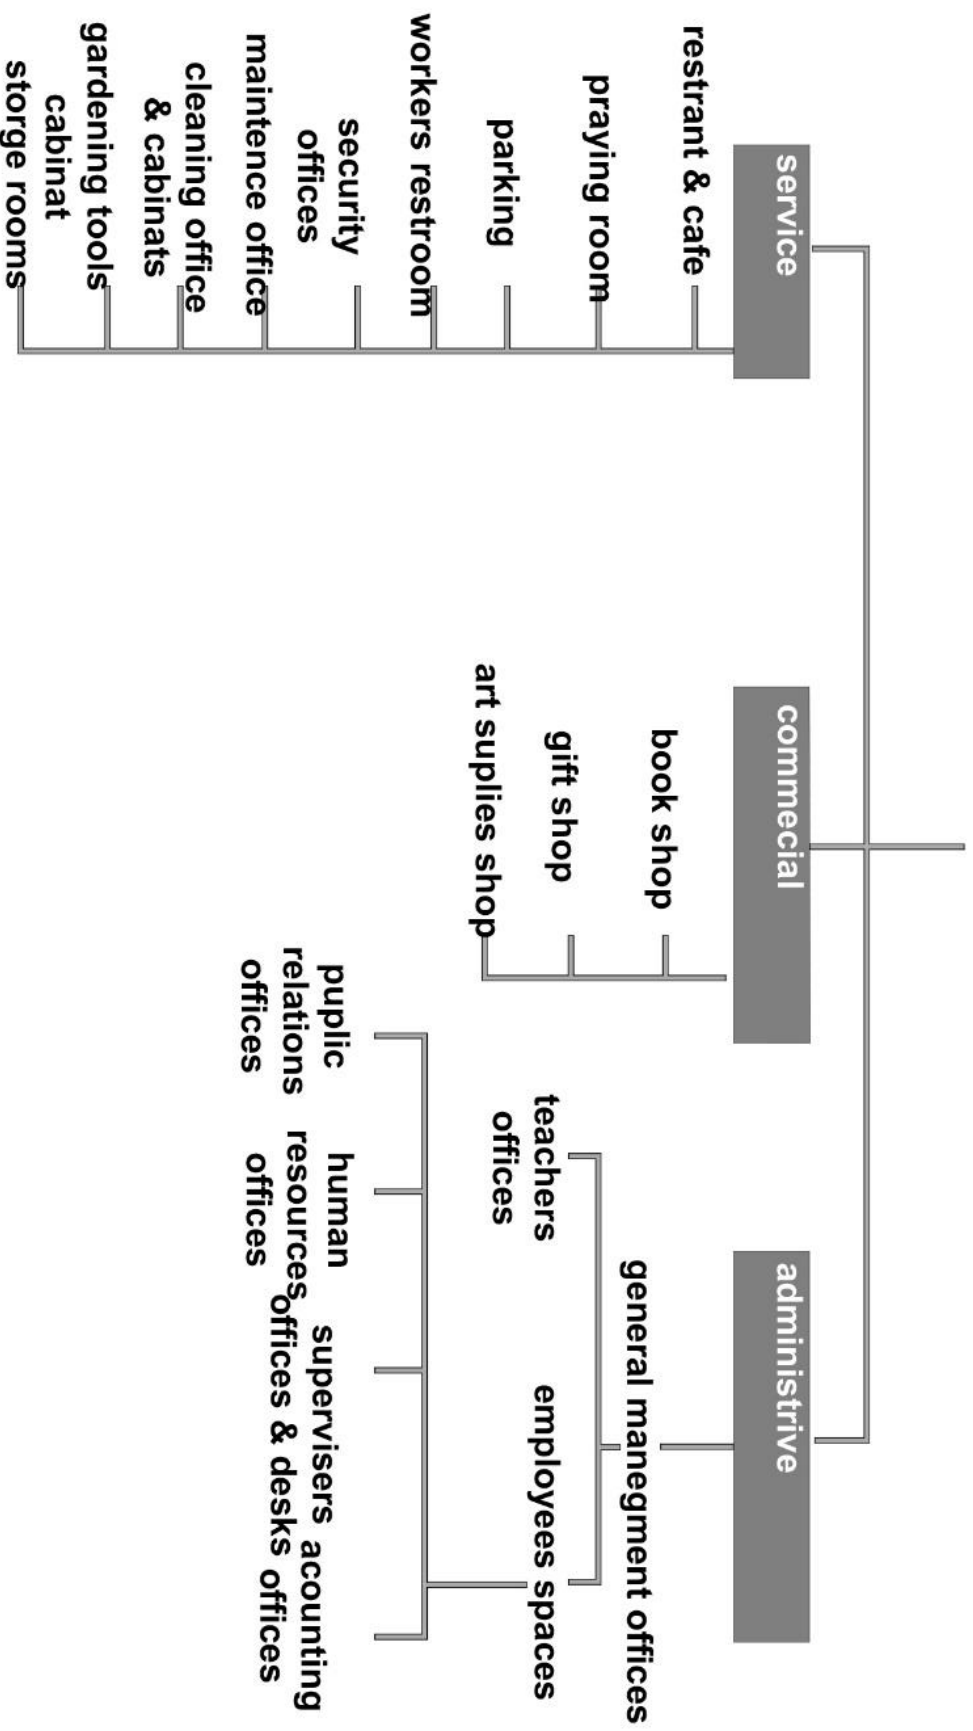 service
restrant & cafe
praying room
parking
workers restroom
security
offices
maintence office
cleaning office
& cabinats
gardening tools
cabinat
storge rooms
commecial
book shop
gift shop
art suplies shop
administrive
general manegment offices
teachers
offices
employees spaces
puplic
relations
offices
human
resources
offices
supervisers
offices & desks
acounting
offices